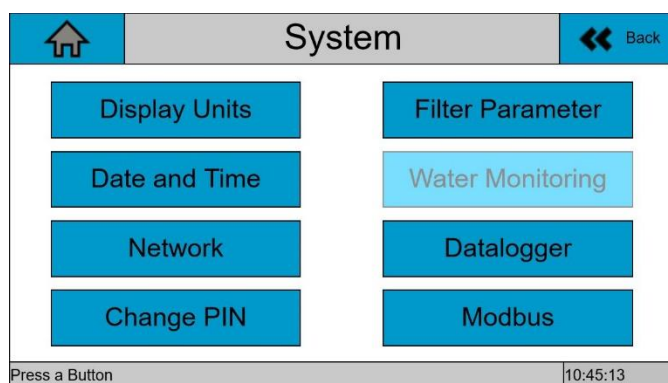 System
Back
Display Units
Filter Parameter
Date and Time
Water Monitoring
Network
Datalogger
Change PIN
Modbus
Press a Button
10:45:13